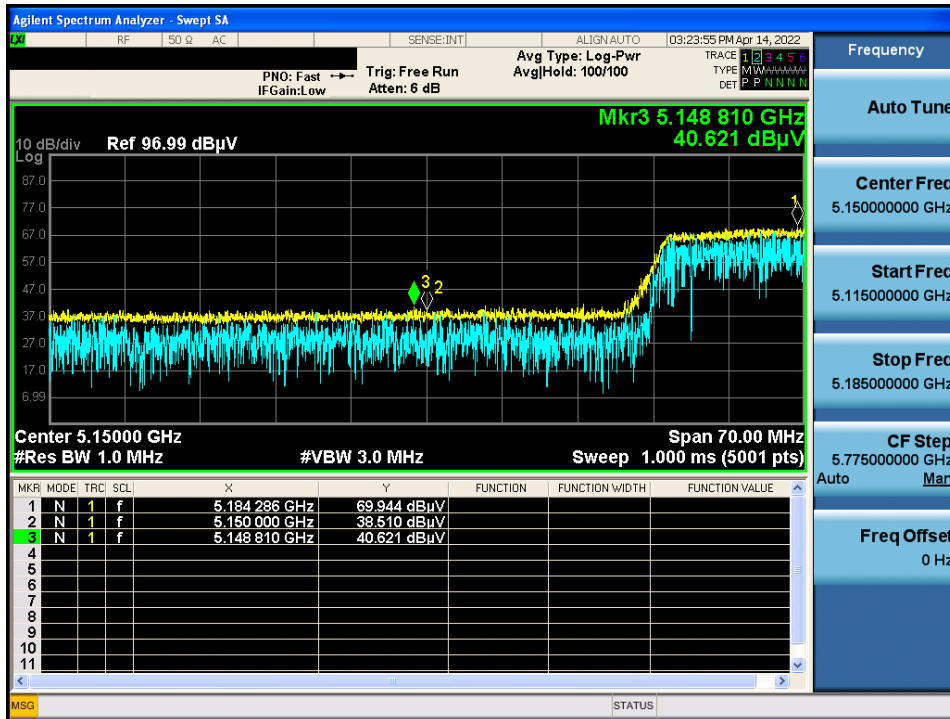 Agilent Spectrum Analyzer - Swept SA
LXI RF 50 Ω AC SENSE:INT ALIGN AUTO 03:23:55 PM Apr 14, 2022
Avg Type: Log-Pwr TRACE 1 2 3 4 5 6
PNO: Fast Trig: Free Run Avg|Hold: 100/100 TYPE M W W W W W
IFGain:Low Atten: 6 dB DET P P N N N N
Mkr3 5.148 810 GHz
40.621 dBµV
10 dB/div Ref 96.99 dBµV
Log
87.0
77.0
67.0
57.0
47.0
37.0
27.0
17.0
6.99
1
3 2
Center 5.15000 GHz Span 70.00 MHz
#Res BW 1.0 MHz #VBW 3.0 MHz Sweep 1.000 ms (5001 pts)
MKR MODE TRC SCL X Y FUNCTION FUNCTION WIDTH FUNCTION VALUE
1 N 1 f 5.184 286 GHz 69.944 dBµV
2 N 1 f 5.150 000 GHz 38.510 dBµV
3 N 1 f 5.148 810 GHz 40.621 dBµV
4
5
6
7
8
9
10
11
MSG STATUS
Frequency
Auto Tune
Center Freq
5.150000000 GHz
Start Freq
5.115000000 GHz
Stop Freq
5.185000000 GHz
CF Step
5.775000000 GHz
Auto Man
Freq Offset
0 Hz